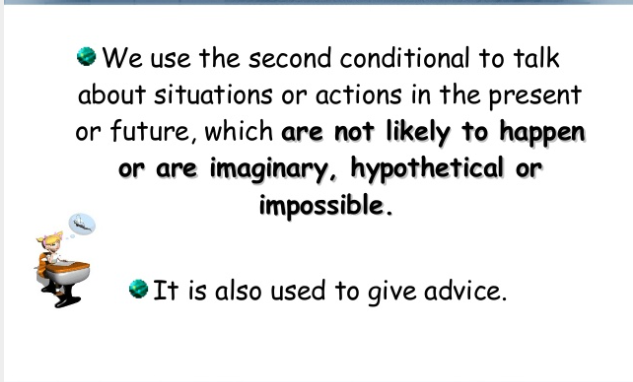 We use the second conditional to talk
about situations or actions in the present
or future, which are not likely to happen
or are imaginary, hypothetical or
impossible.
It is also used to give advice.